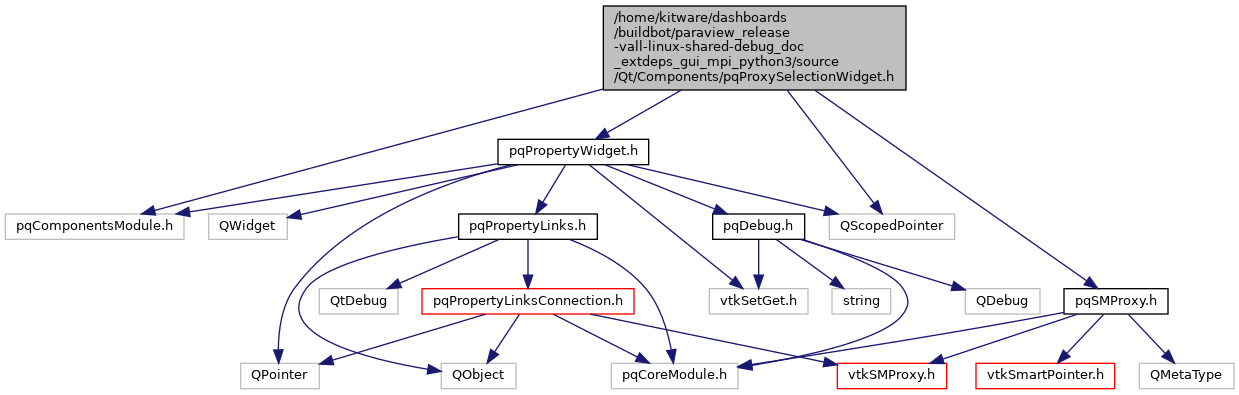 /home/kitware/dashboards
/buildbot/paraview_release
-vall-linux-shared-debug_doc
_extdeps_gui_mpi_python3/source
/Qt/Components/pqProxySelectionWidget.h
pqPropertyWidget.h
pqComponentsModule.h
QWidget
pqPropertyLinks.h
pqDebug.h
QScopedPointer
QtDebug
pqPropertyLinksConnection.h
vtkSetGet.h
string
QDebug
pqSMProxy.h
QPointer
QObject
pqCoreModule.h
vtkSMProxy.h
vtkSmartPointer.h
QMetaType